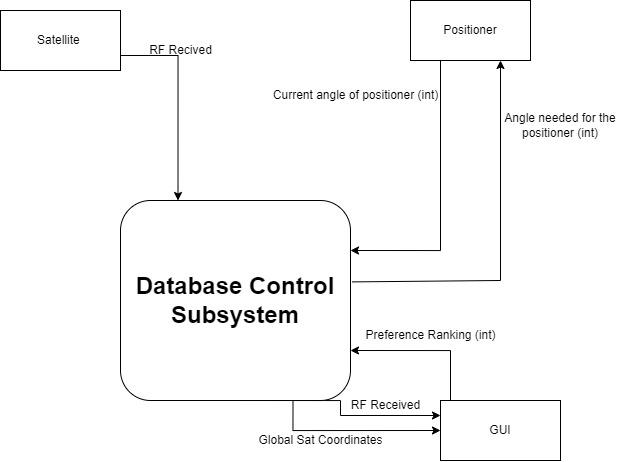 Satellite
RF Recived
Positioner
Current angle of positioner (int)
Angle needed for the
positioner (int)
Database Control
Subsystem
Preference Ranking (int)
RF Received
Global Sat Coordinates
GUI